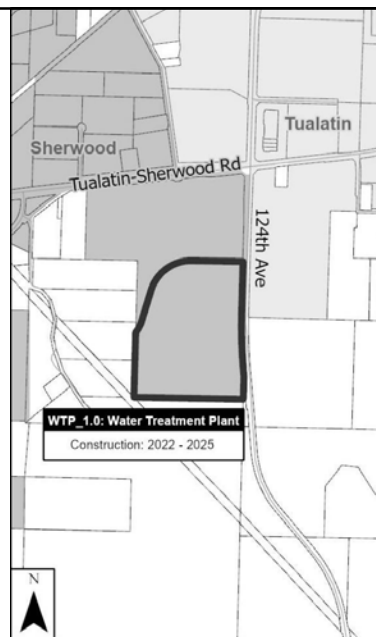 Tualatin
Sherwood
Tualatin-Sherwood Rd
124th Ave
WTP_1.0: Water Treatment Plant
Construction: 2022 - 2025
N